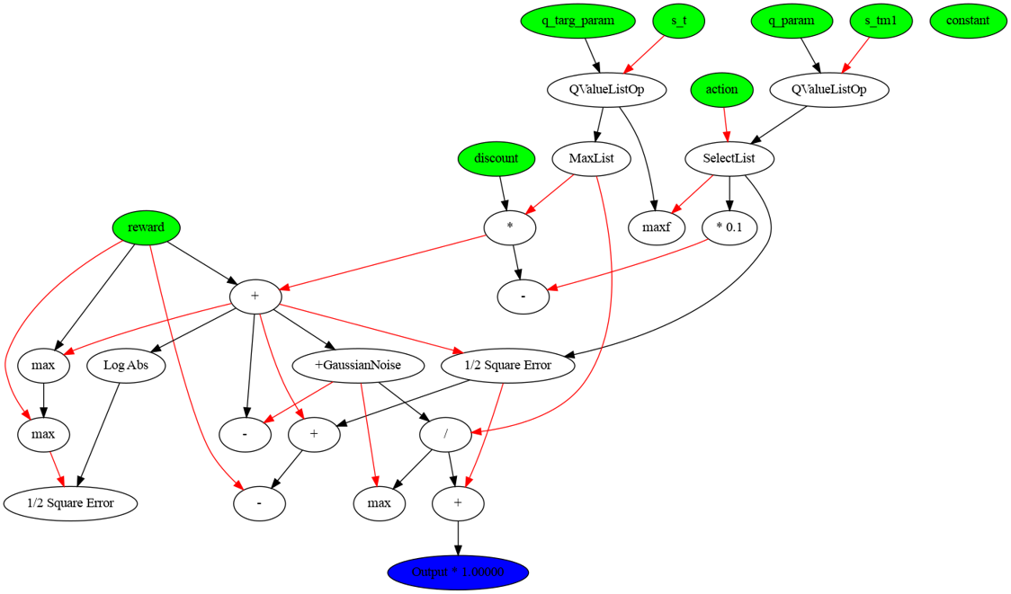 q_targ_param
s_t
q_param
s_tm1
constant
QValueListOp
action
QValueListOp
discount
MaxList
SelectList
reward
*
maxf
* 0.1
+
-
max
Log Abs
+GaussianNoise
1/2 Square Error
max
-
+
/
1/2 Square Error
-
max
+
Output * 1.00000